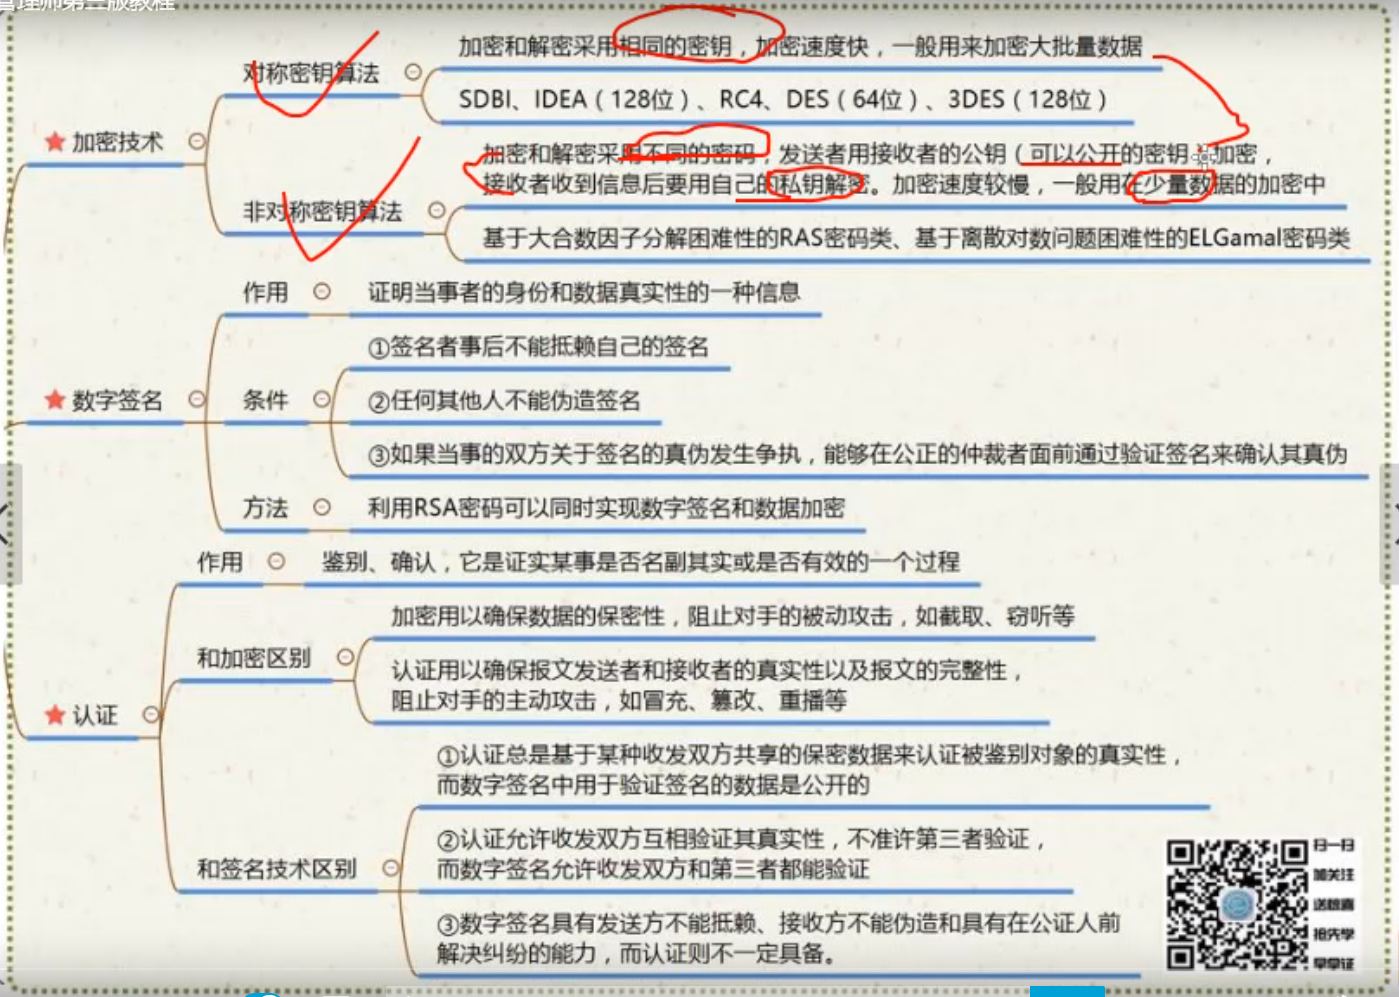 管理师第三版教程
★ 加密技术
对称密钥算法
加密和解密采用相同的密钥，加密速度快，一般用来加密大批量数据
SDBI、IDEA（128位）、RC4、DES（64位）、3DES（128位）
非对称密钥算法
加密和解密采用不同的密码，发送者用接收者的公钥（可以公开的密钥）加密，
接收者收到信息后要用自己的私钥解密。加密速度较慢，一般用在少量数据的加密中
基于大合数因子分解困难性的RAS密码类、基于离散对数问题困难性的ELGamal密码类
★ 数字签名
作用
证明当事者的身份和数据真实性的一种信息
条件
①签名者事后不能抵赖自己的签名
②任何其他人不能伪造签名
③如果当事的双方关于签名的真伪发生争执，能够在公正的仲裁者面前通过验证签名来确认其真伪
方法
利用RSA密码可以同时实现数字签名和数据加密
★ 认证
作用
鉴别、确认，它是证实某事是否名副其实或是否有效的一个过程
和加密区别
加密用以确保数据的保密性，阻止对手的被动攻击，如截取、窃听等
认证用以确保报文发送者和接收者的真实性以及报文的完整性，
阻止对手的主动攻击，如冒充、篡改、重播等
和签名技术区别
①认证总是基于某种收发双方共享的保密数据来认证被鉴别对象的真实性，
而数字签名中用于验证签名的数据是公开的
②认证允许收发双方互相验证其真实性，不准许第三者验证，
而数字签名允许收发双方和第三者都能验证
③数字签名具有发送方不能抵赖、接收方不能伪造和具有在公证人前
解决纠纷的能力，而认证则不一定具备。
扫一扫
加关注
抢先学
早拿证